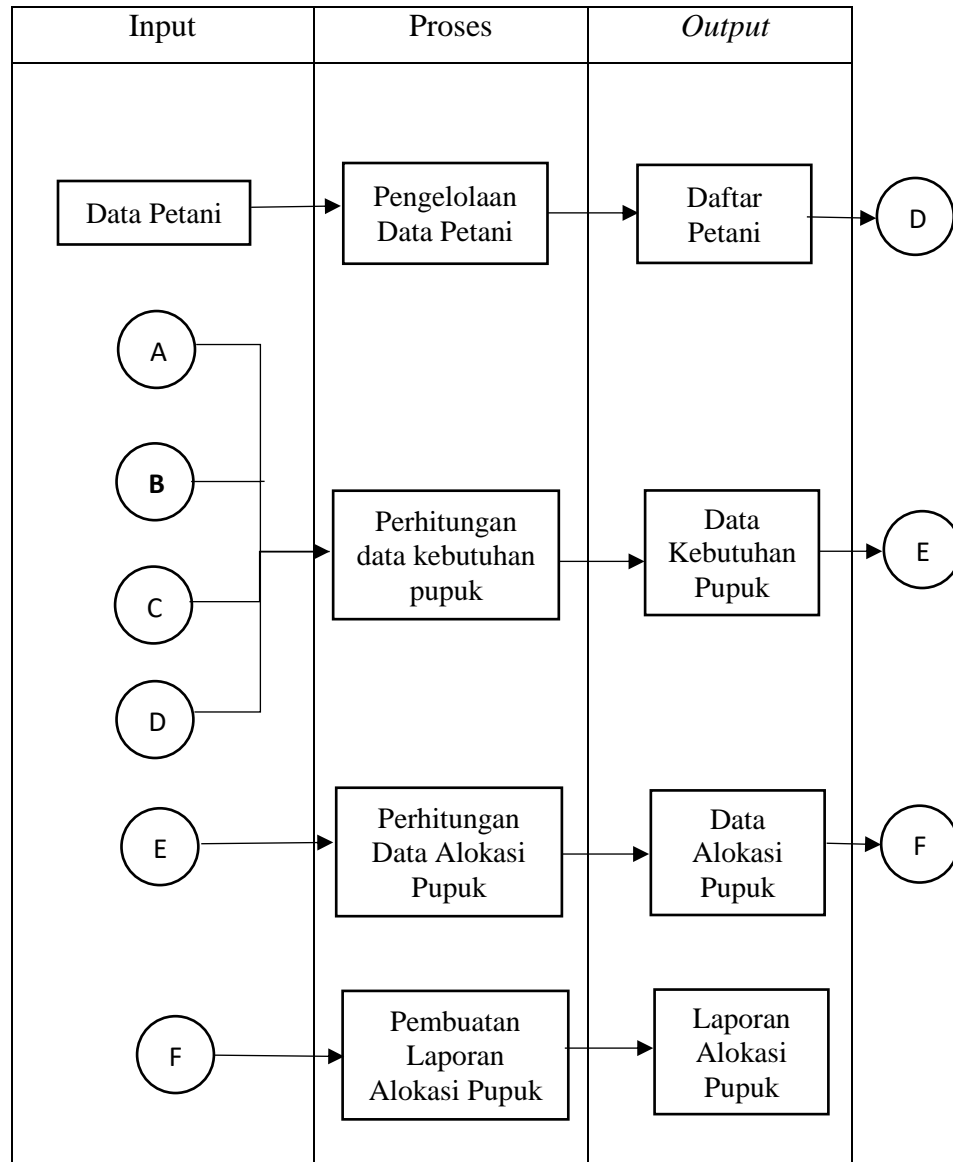 Input
Proses
Output
Data Petani
Pengelolaan
Data Petani
Daftar
Petani
D
A
B
C
D
Perhitungan
data kebutuhan
pupuk
Data
Kebutuhan
Pupuk
E
E
Perhitungan
Data Alokasi
Pupuk
Data
Alokasi
Pupuk
F
F
Pembuatan
Laporan
Alokasi Pupuk
Laporan
Alokasi
Pupuk